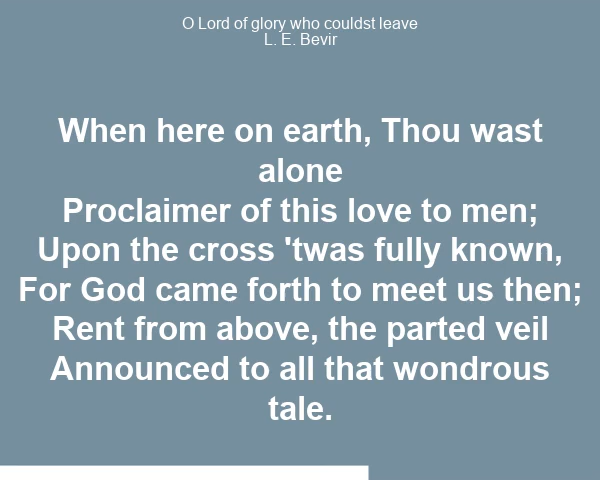 O Lord of glory who couldst leave
L. E. Bevir
When here on earth, Thou wast
alone
Proclaimer of this love to men;
Upon the cross 'twas fully known,
For God came forth to meet us then;
Rent from above, the parted veil
Announced to all that wondrous
tale.